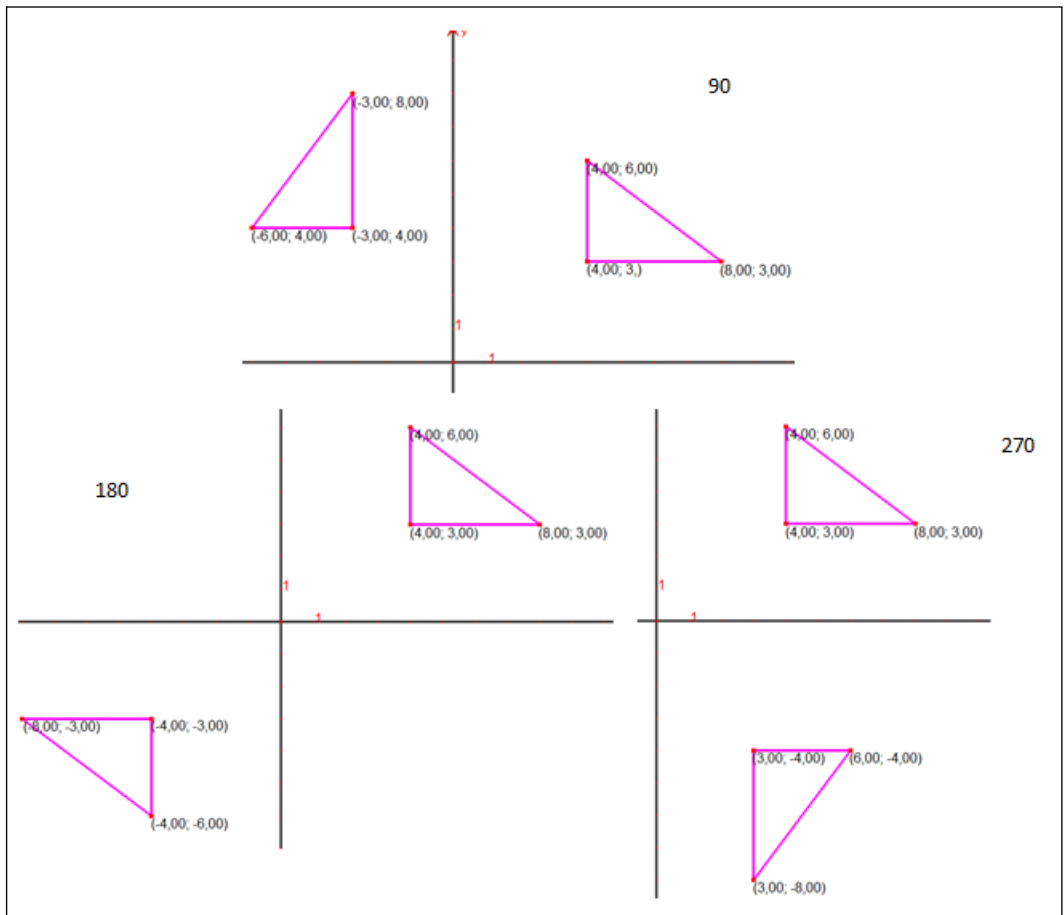 y
90
(-3,00; 8,00)
(4,00; 6,00)
(-6,00; 4,00) (-3,00; 4,00)
(4,00; 3,) (8,00; 3,00)
1
1
(4,00; 6,00)
180
(4,00; 3,00) (8,00; 3,00)
1
1
(-8,00; -3,00) (-4,00; -3,00)
(-4,00; -6,00)
(4,00; 6,00)
270
(4,00; 3,00) (8,00; 3,00)
1
1
(3,00; -4,00) (6,00; -4,00)
(3,00; -8,00)